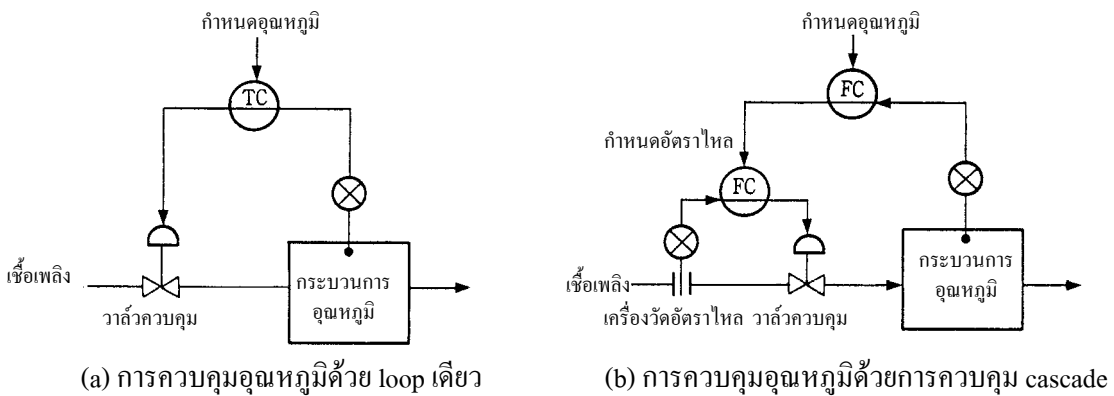 กำหนดอุณหภูมิ
TC
เชื้อเพลิง
วาล์วควบคุม
กระบวนการ
อุณหภูมิ
(a) การควบคุมอุณหภูมิด้วย loop เดียว
กำหนดอุณหภูมิ
FC
กำหนดอัตราไหล
FC
เชื้อเพลิง
เครื่องวัดอัตราไหล วาล์วควบคุม
กระบวนการ
อุณหภูมิ
(b) การควบคุมอุณหภูมิด้วยการควบคุม cascade